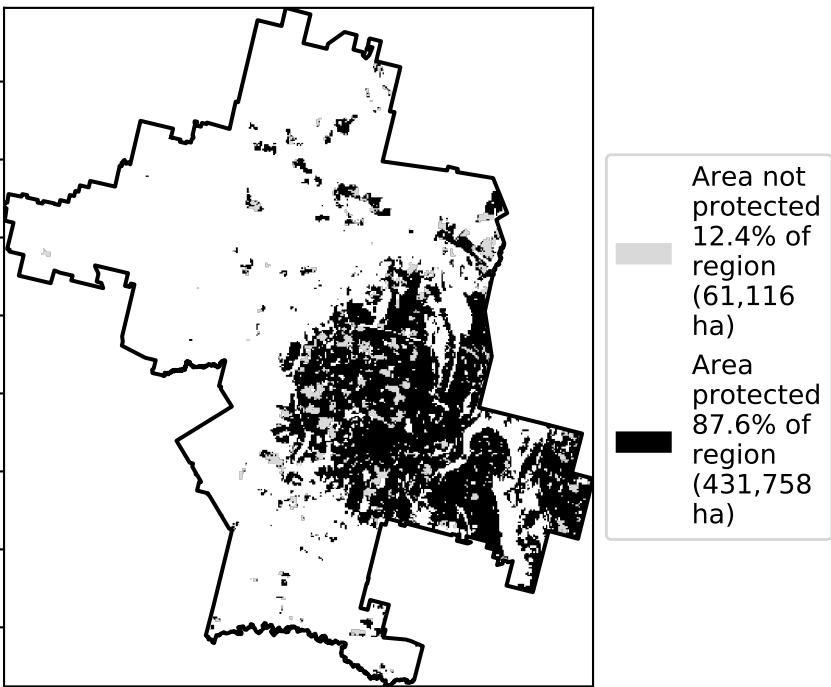 Area not
protected
12.4% of
region
(61,116
ha)
Area
protected
87.6% of
region
(431,758
ha)